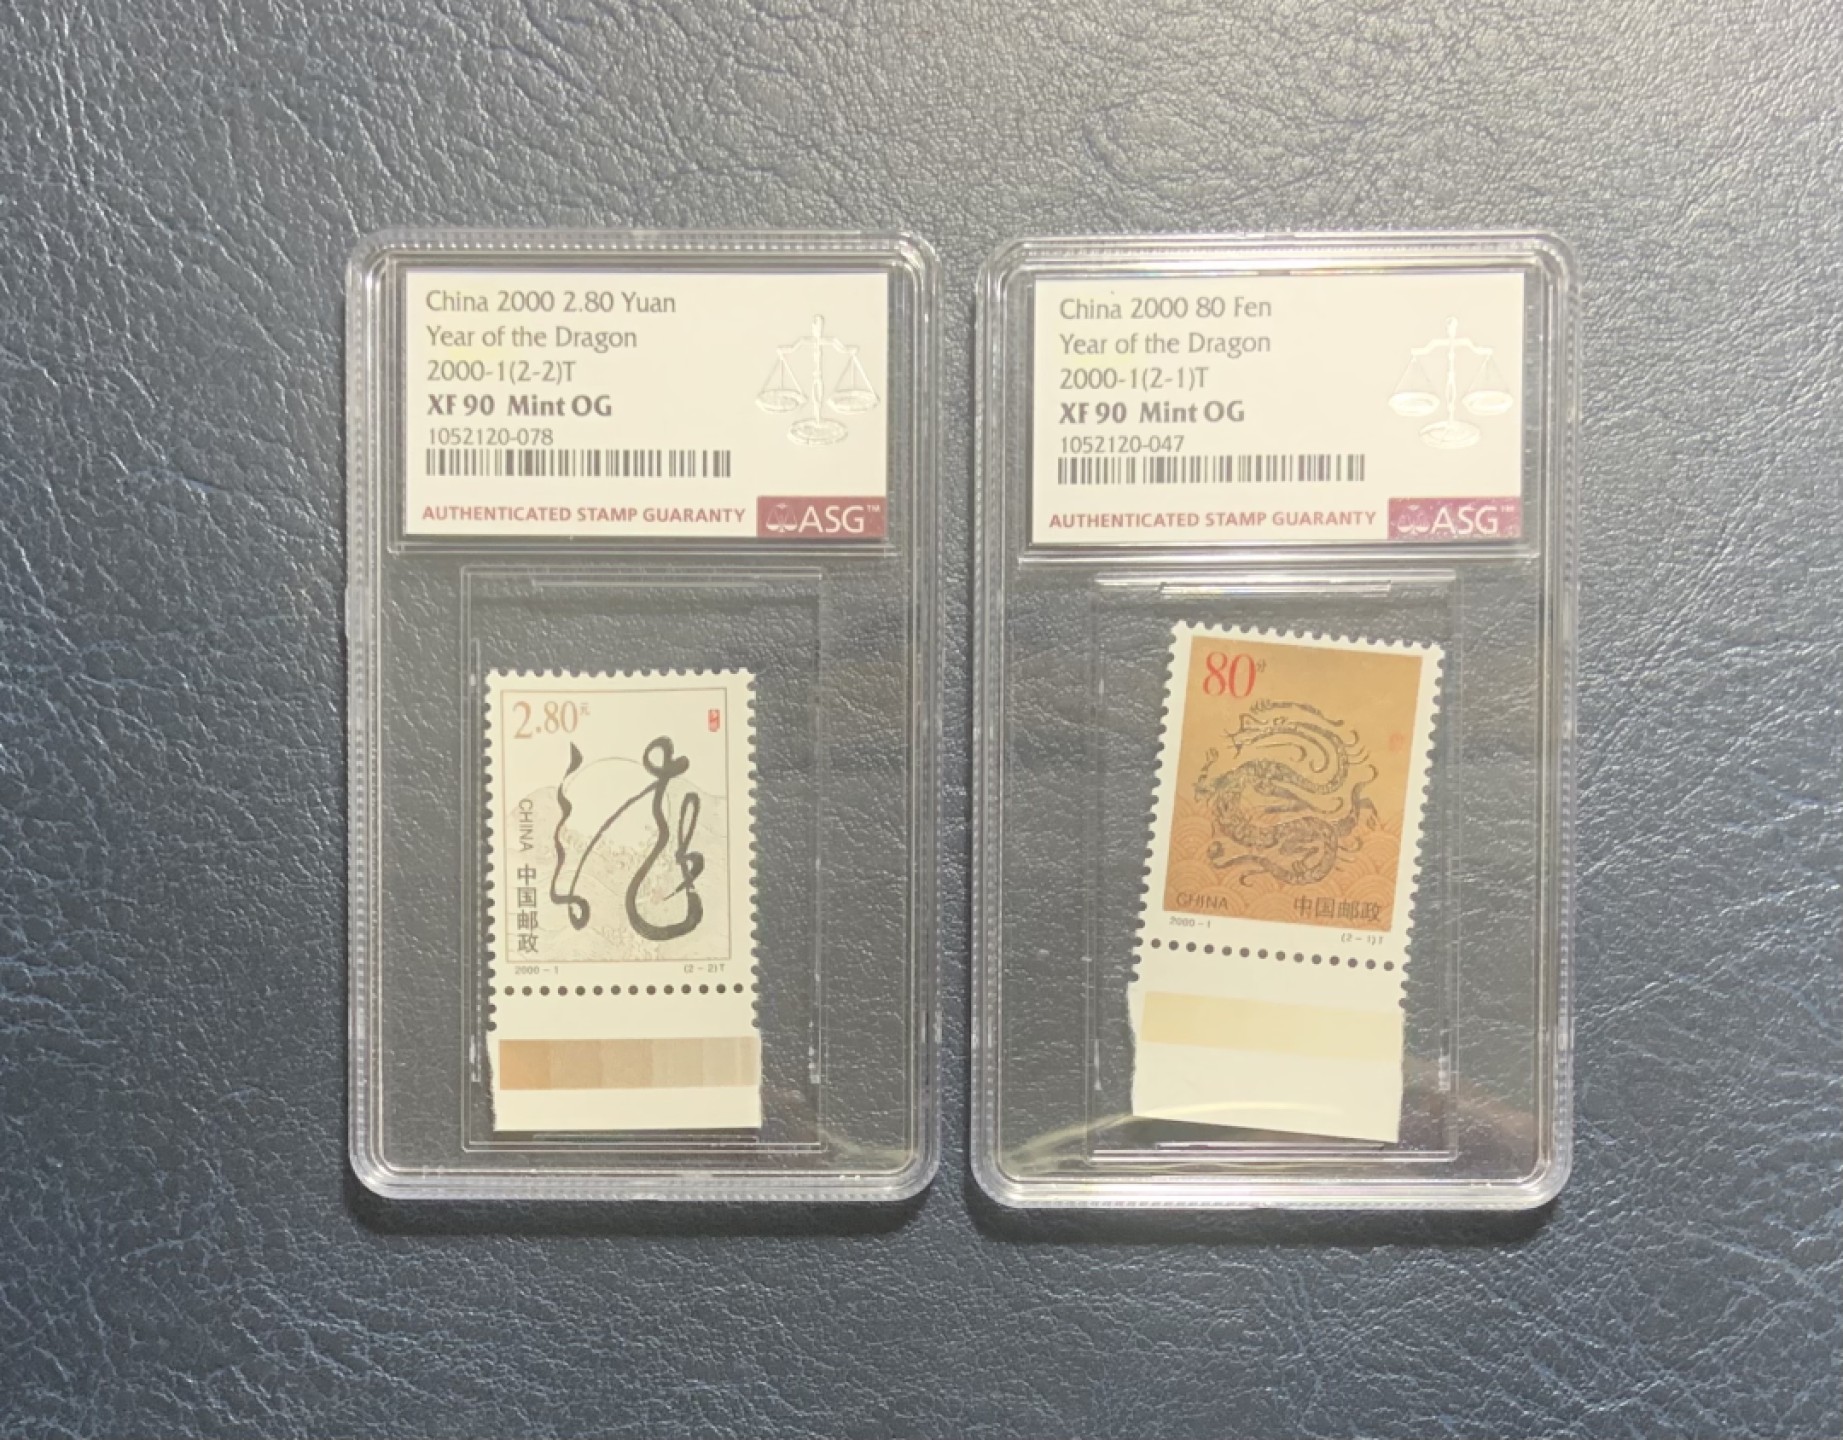 China 2000 2.80 Yuan
Year of the Dragon
2000-1(2-2)T
XF 90 Mint OG
1052120-078
AUTHENTICATED STAMP GUARANTY
ASG™
2.80元
CHINA 中国邮政
2000-1
(2-2)T
China 2000 80 Fen
Year of the Dragon
2000-1(2-1)T
XF 90 Mint OG
1052120-047
AUTHENTICATED STAMP GUARANTY
ASG™
80分
CHINA
中国邮政
2000-1
(2-1)T